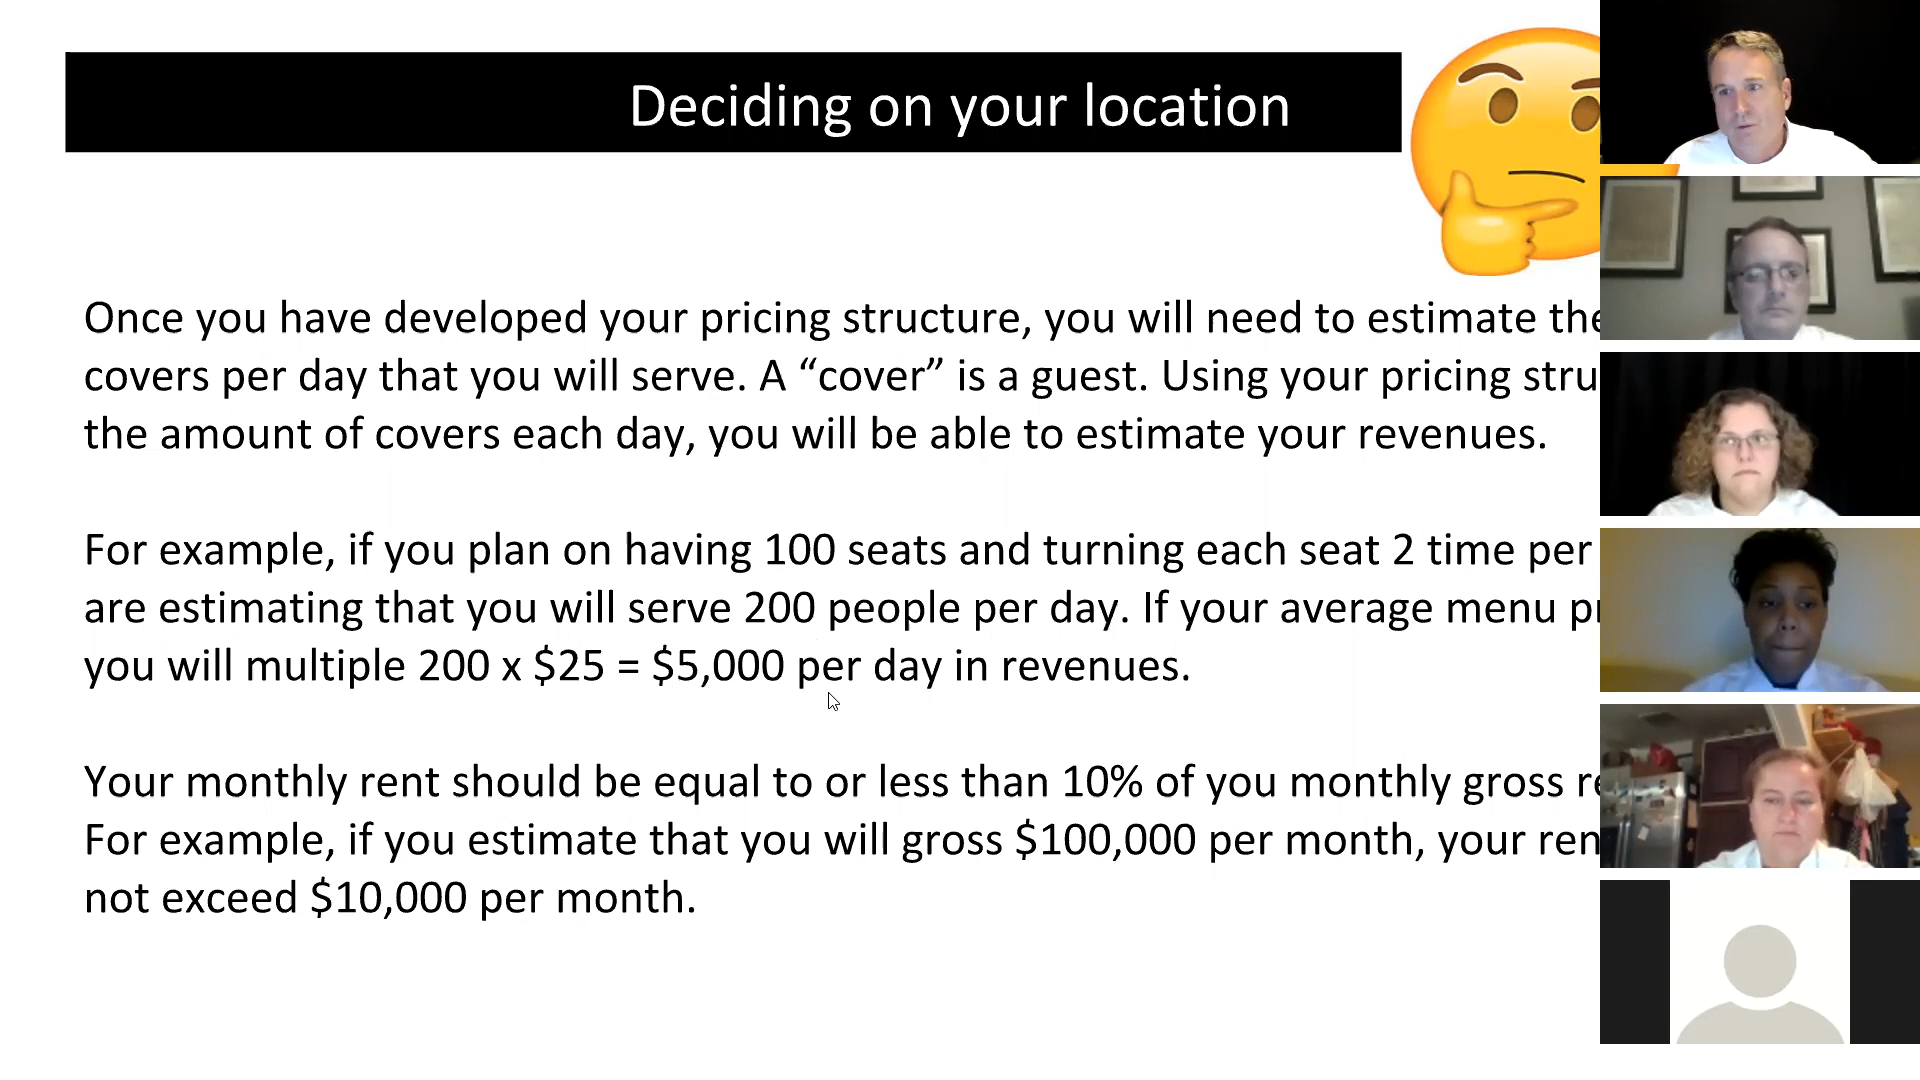 Deciding on your location
Once you have developed your pricing structure, you will need to estimate the
covers per day that you will serve. A “cover” is a guest. Using your pricing stru
the amount of covers each day, you will be able to estimate your revenues.
For example, if you plan on having 100 seats and turning each seat 2 time per
are estimating that you will serve 200 people per day. If your average menu pr
you will multiple 200 x $25 = $5,000 per day in revenues.
Your monthly rent should be equal to or less than 10% of you monthly gross re
For example, if you estimate that you will gross $100,000 per month, your ren
not exceed $10,000 per month.